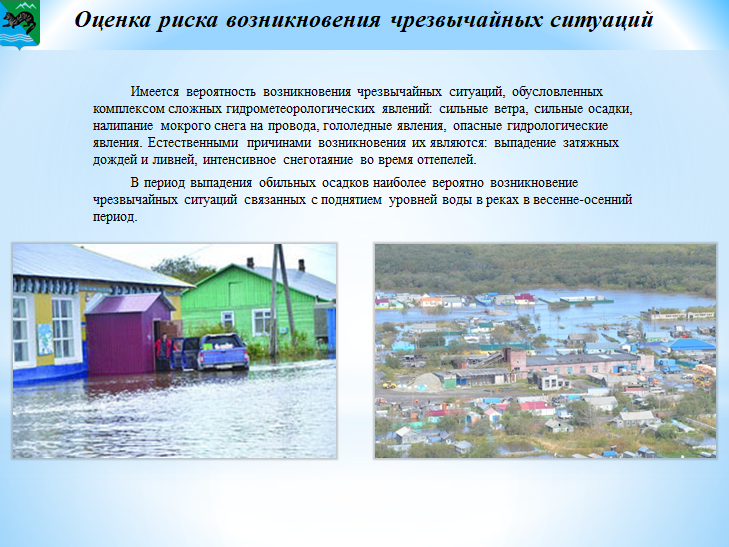 Оценка риска возникновения чрезвычайных ситуаций
Имеется вероятность возникновения чрезвычайных ситуаций, обусловленных
комплексом сложных гидрометеорологических явлений: сильные ветра, сильные осадки,
налипание мокрого снега на провода, гололедные явления, опасные гидрологические
явления. Естественными причинами возникновения их являются: выпадение затяжных
дождей и ливней, интенсивное снеготаяние во время оттепелей.
В период выпадения обильных осадков наиболее вероятно возникновение
чрезвычайных ситуаций связанных с поднятием уровней воды в реках в весенне-осенний
период.